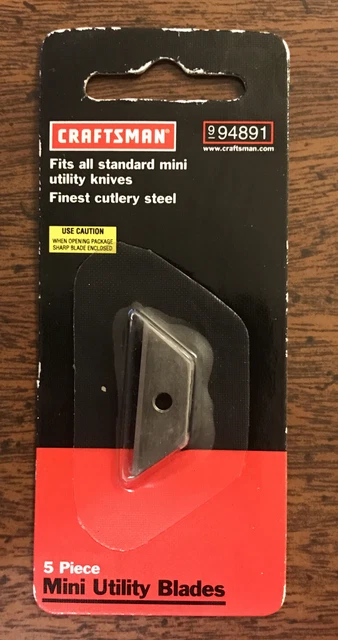 CRAFTSMAN®
9 94891
www.craftsman.com
Fits all standard mini
utility knives
Finest cutlery steel
USE CAUTION
WHEN OPENING PACKAGE.
SHARP BLADE ENCLOSED.
5 Piece
Mini Utility Blades